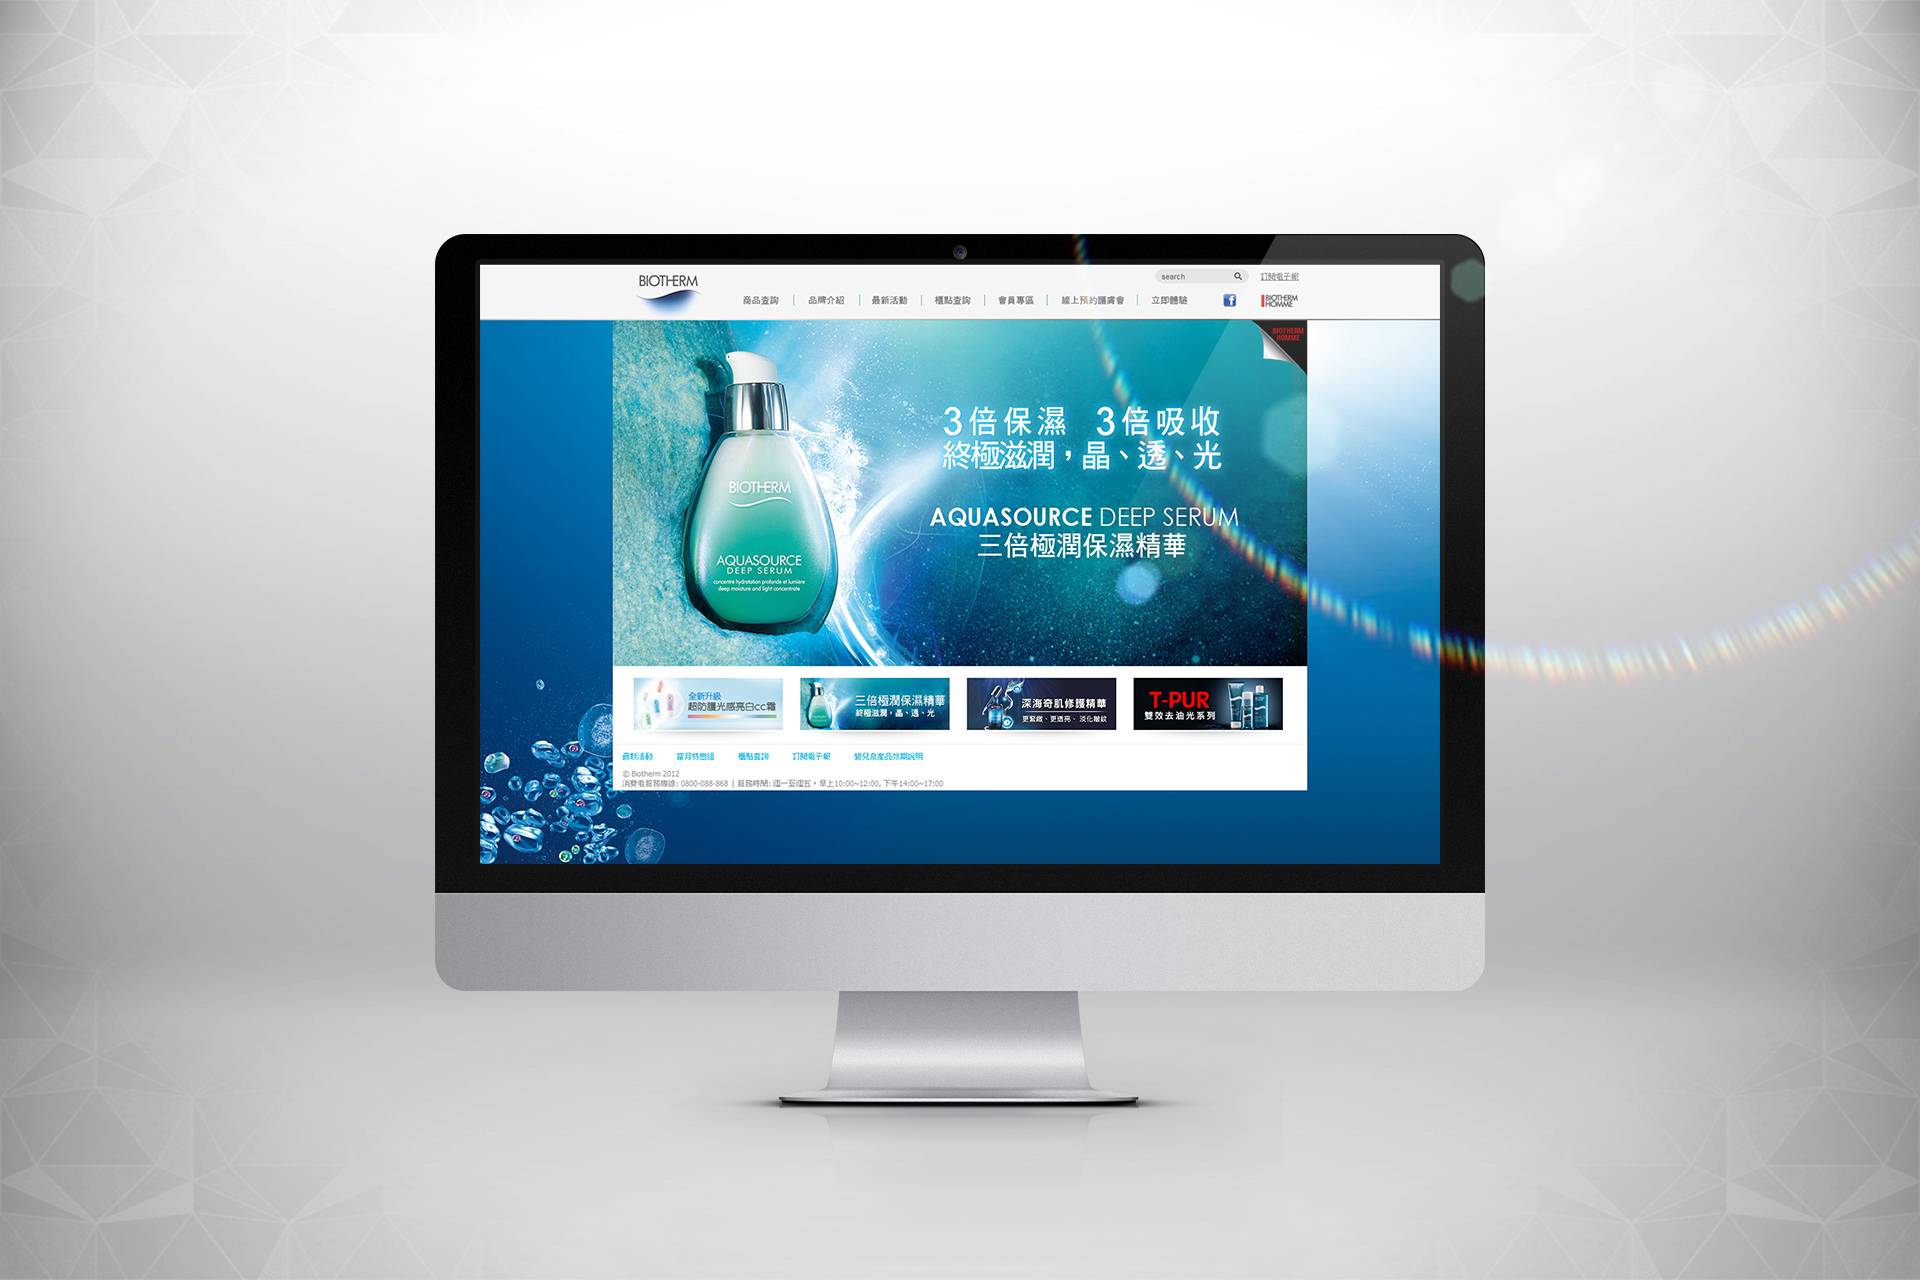 BIOTHERM
search
訂閱電子報
商品查詢 | 品牌介紹 | 最新活動 | 櫃點查詢 | 會員專區 | 線上預約護膚會 | 立即體驗
BIOTHERM
HOMME
BIOTHERM
HOMME
3倍保濕 3倍吸收
終極滋潤，晶、透、光
AQUASOURCE DEEP SERUM
三倍極潤保濕精華
BIOTHERM
AQUASOURCE
DEEP SERUM
concentré hydratation profonde et lumière
deep moisture and light concentrate
全新升級
超防護光感亮白cc霜
三倍極潤保濕精華
終極滋潤，晶、透、光
深海奇肌修護精華
更緊緻、更透亮、淡化皺紋
T-PUR
雙效去油光系列
最新活動 當月特惠組 櫃點查詢 訂閱電子報 碧兒泉產品效期說明
© Biotherm 2012
消費者服務專線: 0800-088-868 | 服務時間: 週一至週五，早上10:00~12:00, 下午14:00~17:00